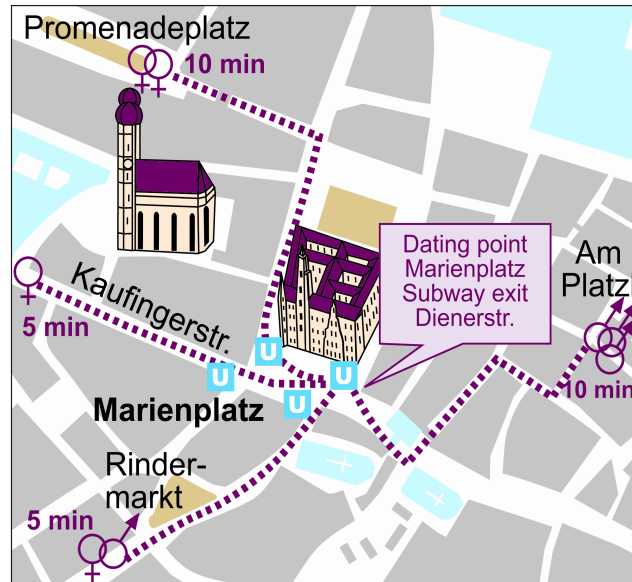 Promenadeplatz
10 min
Dating point
Marienplatz
Subway exit
Dienerstr.
Am
Platzl
Kaufingerstr.
5 min
U
U
U
U
10 min
Marienplatz
Rinder-
markt
5 min